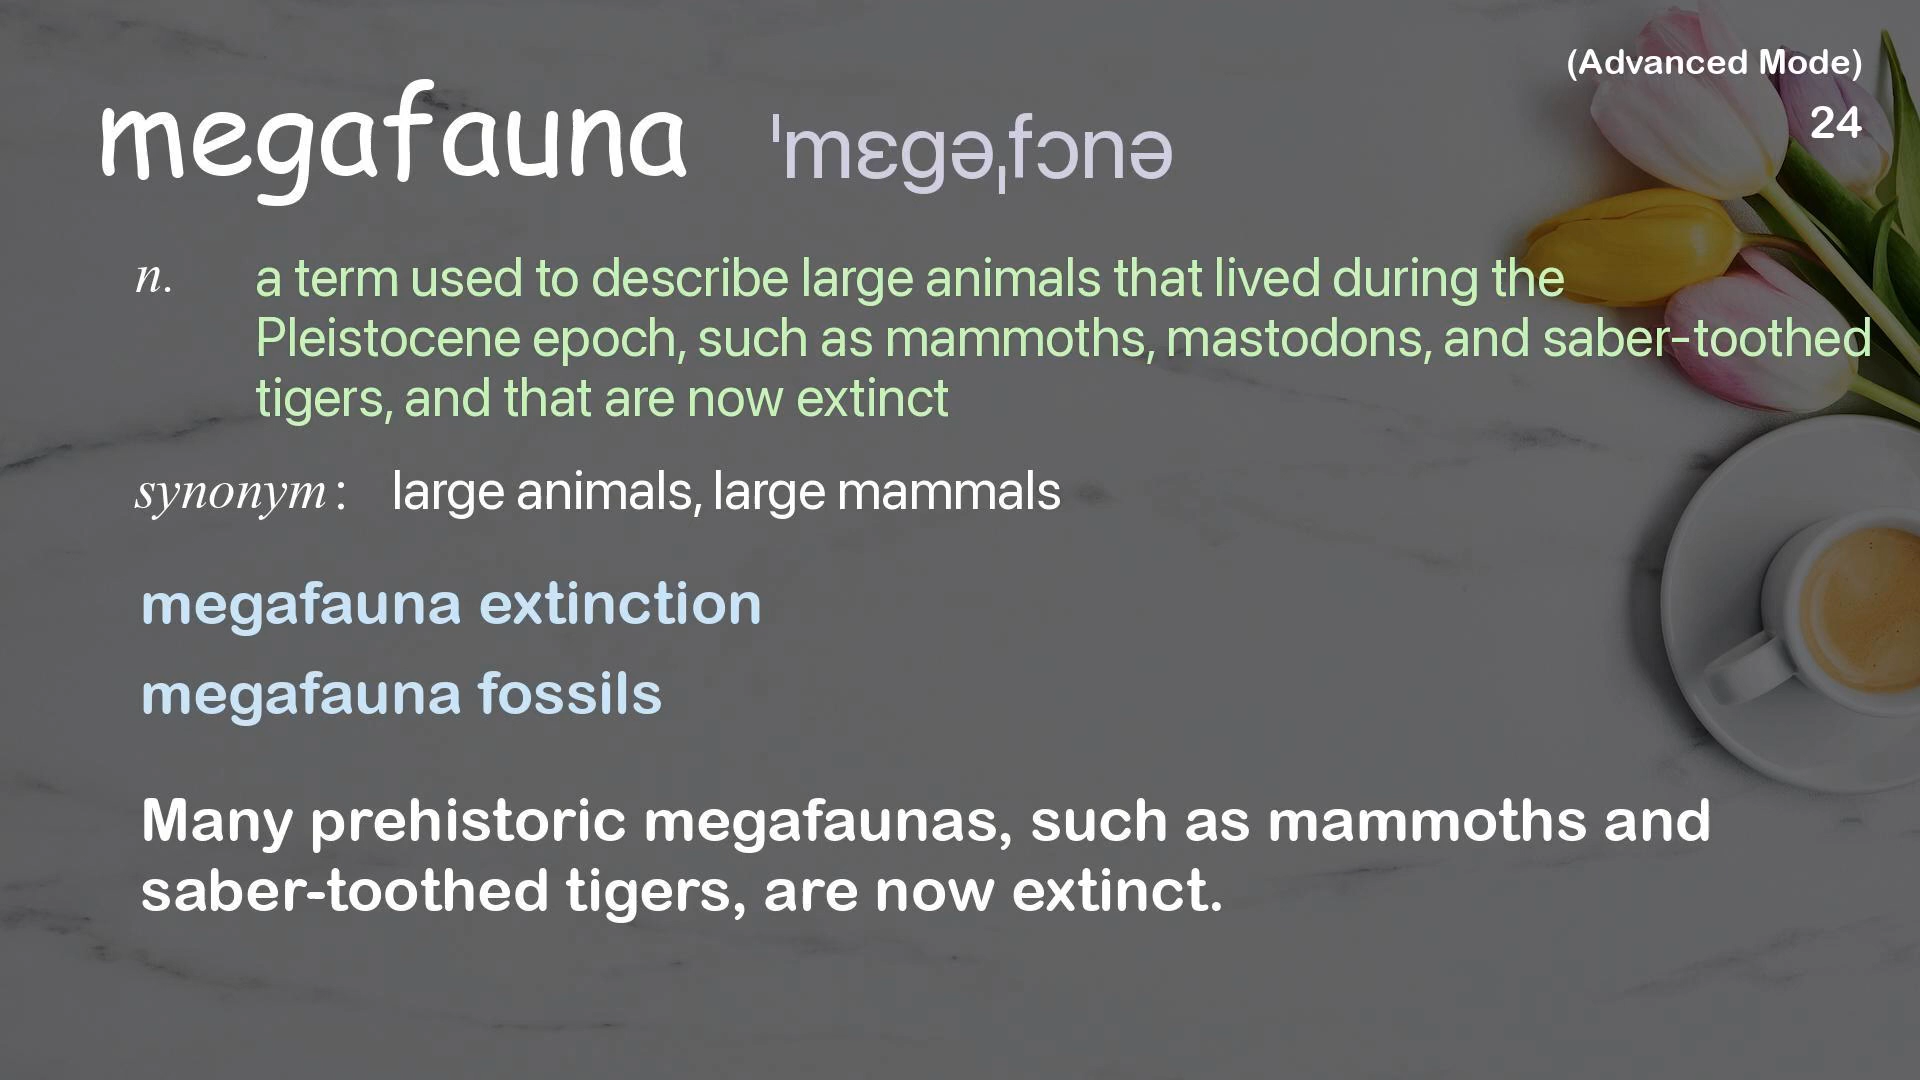 (Advanced Mode)
megafauna ˈmɛgəˌfɔnə
24
n. a term used to describe large animals that lived during the
Pleistocene epoch, such as mammoths, mastodons, and saber-toothed
tigers, and that are now extinct
synonym: large animals, large mammals
megafauna extinction
megafauna fossils
Many prehistoric megafaunas, such as mammoths and
saber-toothed tigers, are now extinct.